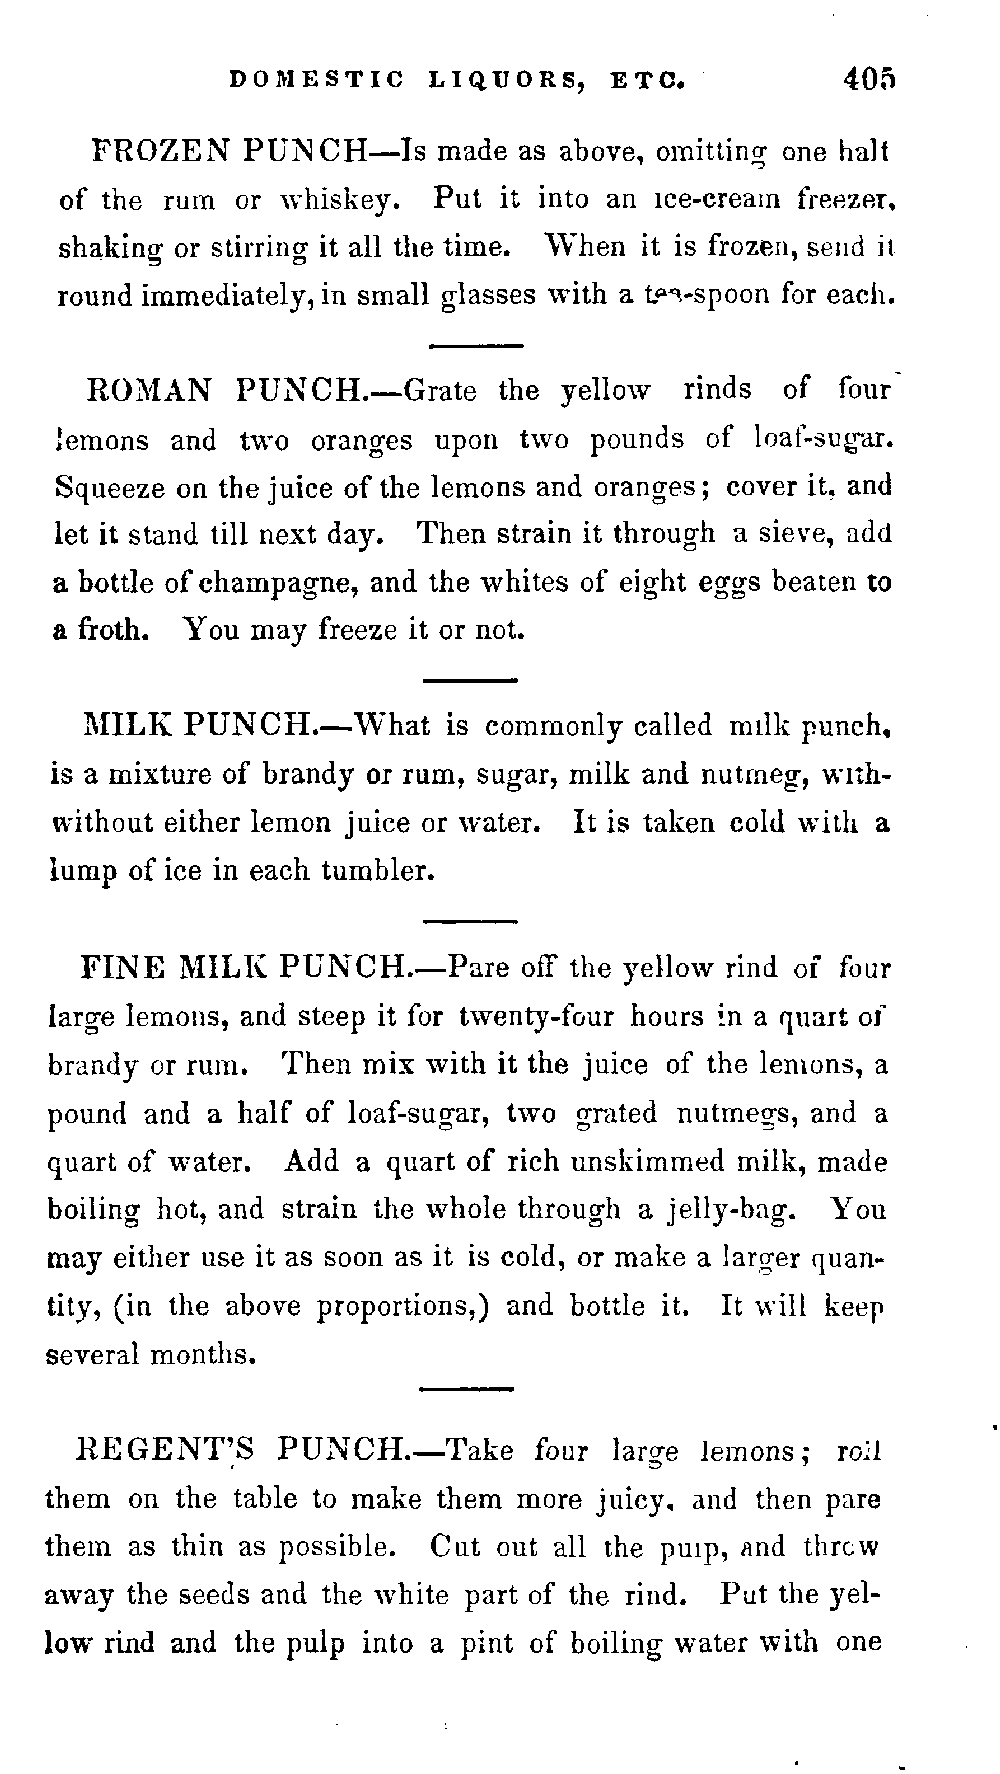 DOMESTIC LIQUORS, ETC. 405
FROZEN PUNCH—Is made as above, omitting one half
of the rum or whiskey. Put it into an ice-cream freezer,
shaking or stirring it all the time. When it is frozen, send it
round immediately, in small glasses with a tea-spoon for each.
ROMAN PUNCH.—Grate the yellow rinds of four
lemons and two oranges upon two pounds of loaf-sugar.
Squeeze on the juice of the lemons and oranges; cover it, and
let it stand till next day. Then strain it through a sieve, add
a bottle of champagne, and the whites of eight eggs beaten to
a froth. You may freeze it or not.
MILK PUNCH.—What is commonly called milk punch,
is a mixture of brandy or rum, sugar, milk and nutmeg, with-
without either lemon juice or water. It is taken cold with a
lump of ice in each tumbler.
FINE MILK PUNCH.—Pare off the yellow rind of four
large lemons, and steep it for twenty-four hours in a quart of
brandy or rum. Then mix with it the juice of the lemons, a
pound and a half of loaf-sugar, two grated nutmegs, and a
quart of water. Add a quart of rich unskimmed milk, made
boiling hot, and strain the whole through a jelly-bag. You
may either use it as soon as it is cold, or make a larger quan-
tity, (in the above proportions,) and bottle it. It will keep
several months.
REGENT'S PUNCH.—Take four large lemons; roll
them on the table to make them more juicy, and then pare
them as thin as possible. Cut out all the pulp, and throw
away the seeds and the white part of the rind. Put the yel-
low rind and the pulp into a pint of boiling water with one